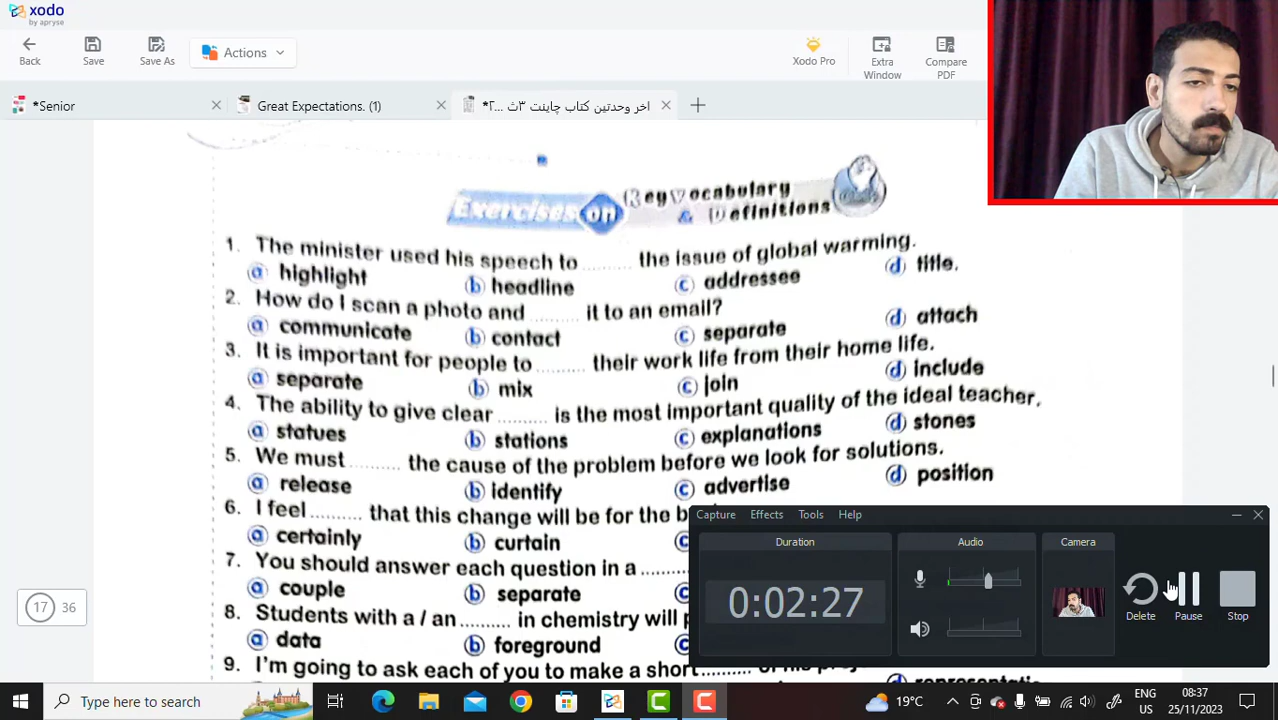 xodo
by apryse
Back
Save
Save As
Actions
Xodo Pro
Extra Window
Compare PDF
*Senior
Great Expectations. (1)
*اخر وحدتين كتاب چاينت ٣ث ...٢
Exercises on Key Vocabulary & Definitions
1. The minister used his speech to ........ the issue of global warming.
a highlight b headline c addressee d title.
2. How do I scan a photo and ........ it to an email?
a communicate b contact c separate d attach
3. It is important for people to ........ their work life from their home life.
a separate b mix c join d include
4. The ability to give clear ........ is the most important quality of the ideal teacher.
a statues b stations c explanations d stones
5. We must ........ the cause of the problem before we look for solutions.
a release b identify c advertise d position
6. I feel ........ that this change will be for the b
a certainly b curtain c
7. You should answer each question in a ........
a couple b separate c
8. Students with a / an ........ in chemistry will
a data b foreground c
9. I'm going to ask each of you to make a short ........ of his
d
17 36
Capture Effects Tools Help
Duration
0:02:27
Audio
Camera
Delete
Pause
Stop
Type here to search
19°C
ENG
US
08:37
25/11/2023